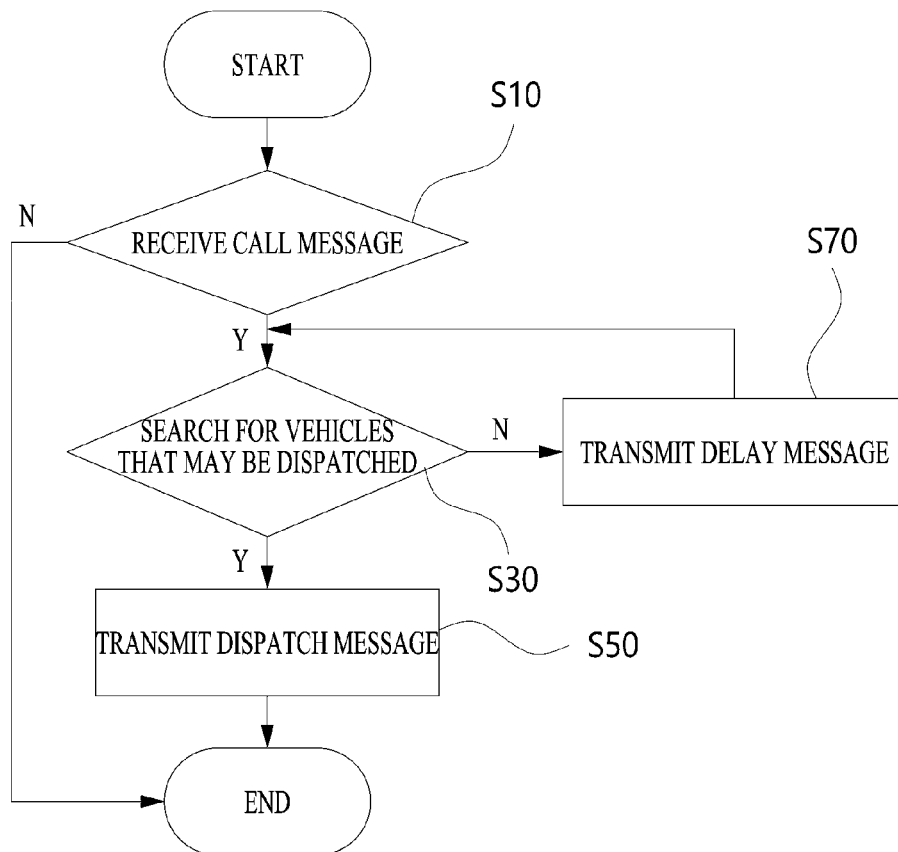 START
S10
N
RECEIVE CALL MESSAGE
S70
Y
SEARCH FOR VEHICLES
THAT MAY BE DISPATCHED
N
TRANSMIT DELAY MESSAGE
Y
S30
TRANSMIT DISPATCH MESSAGE
S50
END